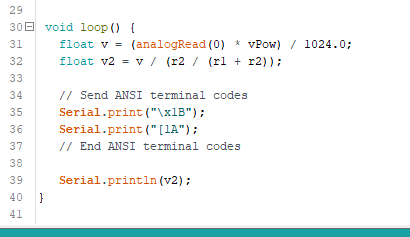 29
30 void loop() {
31 float v = (analogRead(0) * vPow) / 1024.0;
32 float v2 = v / (r2 / (r1 + r2));
33
34 // Send ANSI terminal codes
35 Serial.print("\x1B");
36 Serial.print("[1A");
37 // End ANSI terminal codes
38
39 Serial.println(v2);
40 }
41